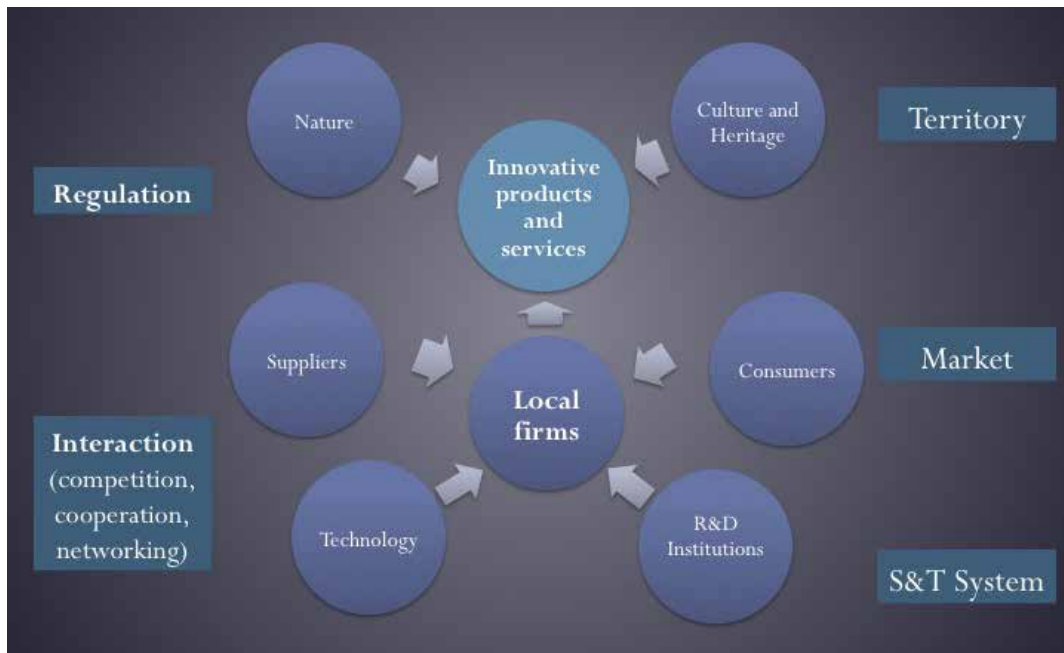 Nature
Culture and
Heritage
Territory
Innovative
products
and
services
Regulation
Suppliers
Consumers
Market
Local
firms
Interaction
(competition,
cooperation,
networking)
Technology
R&D
Institutions
S&T System